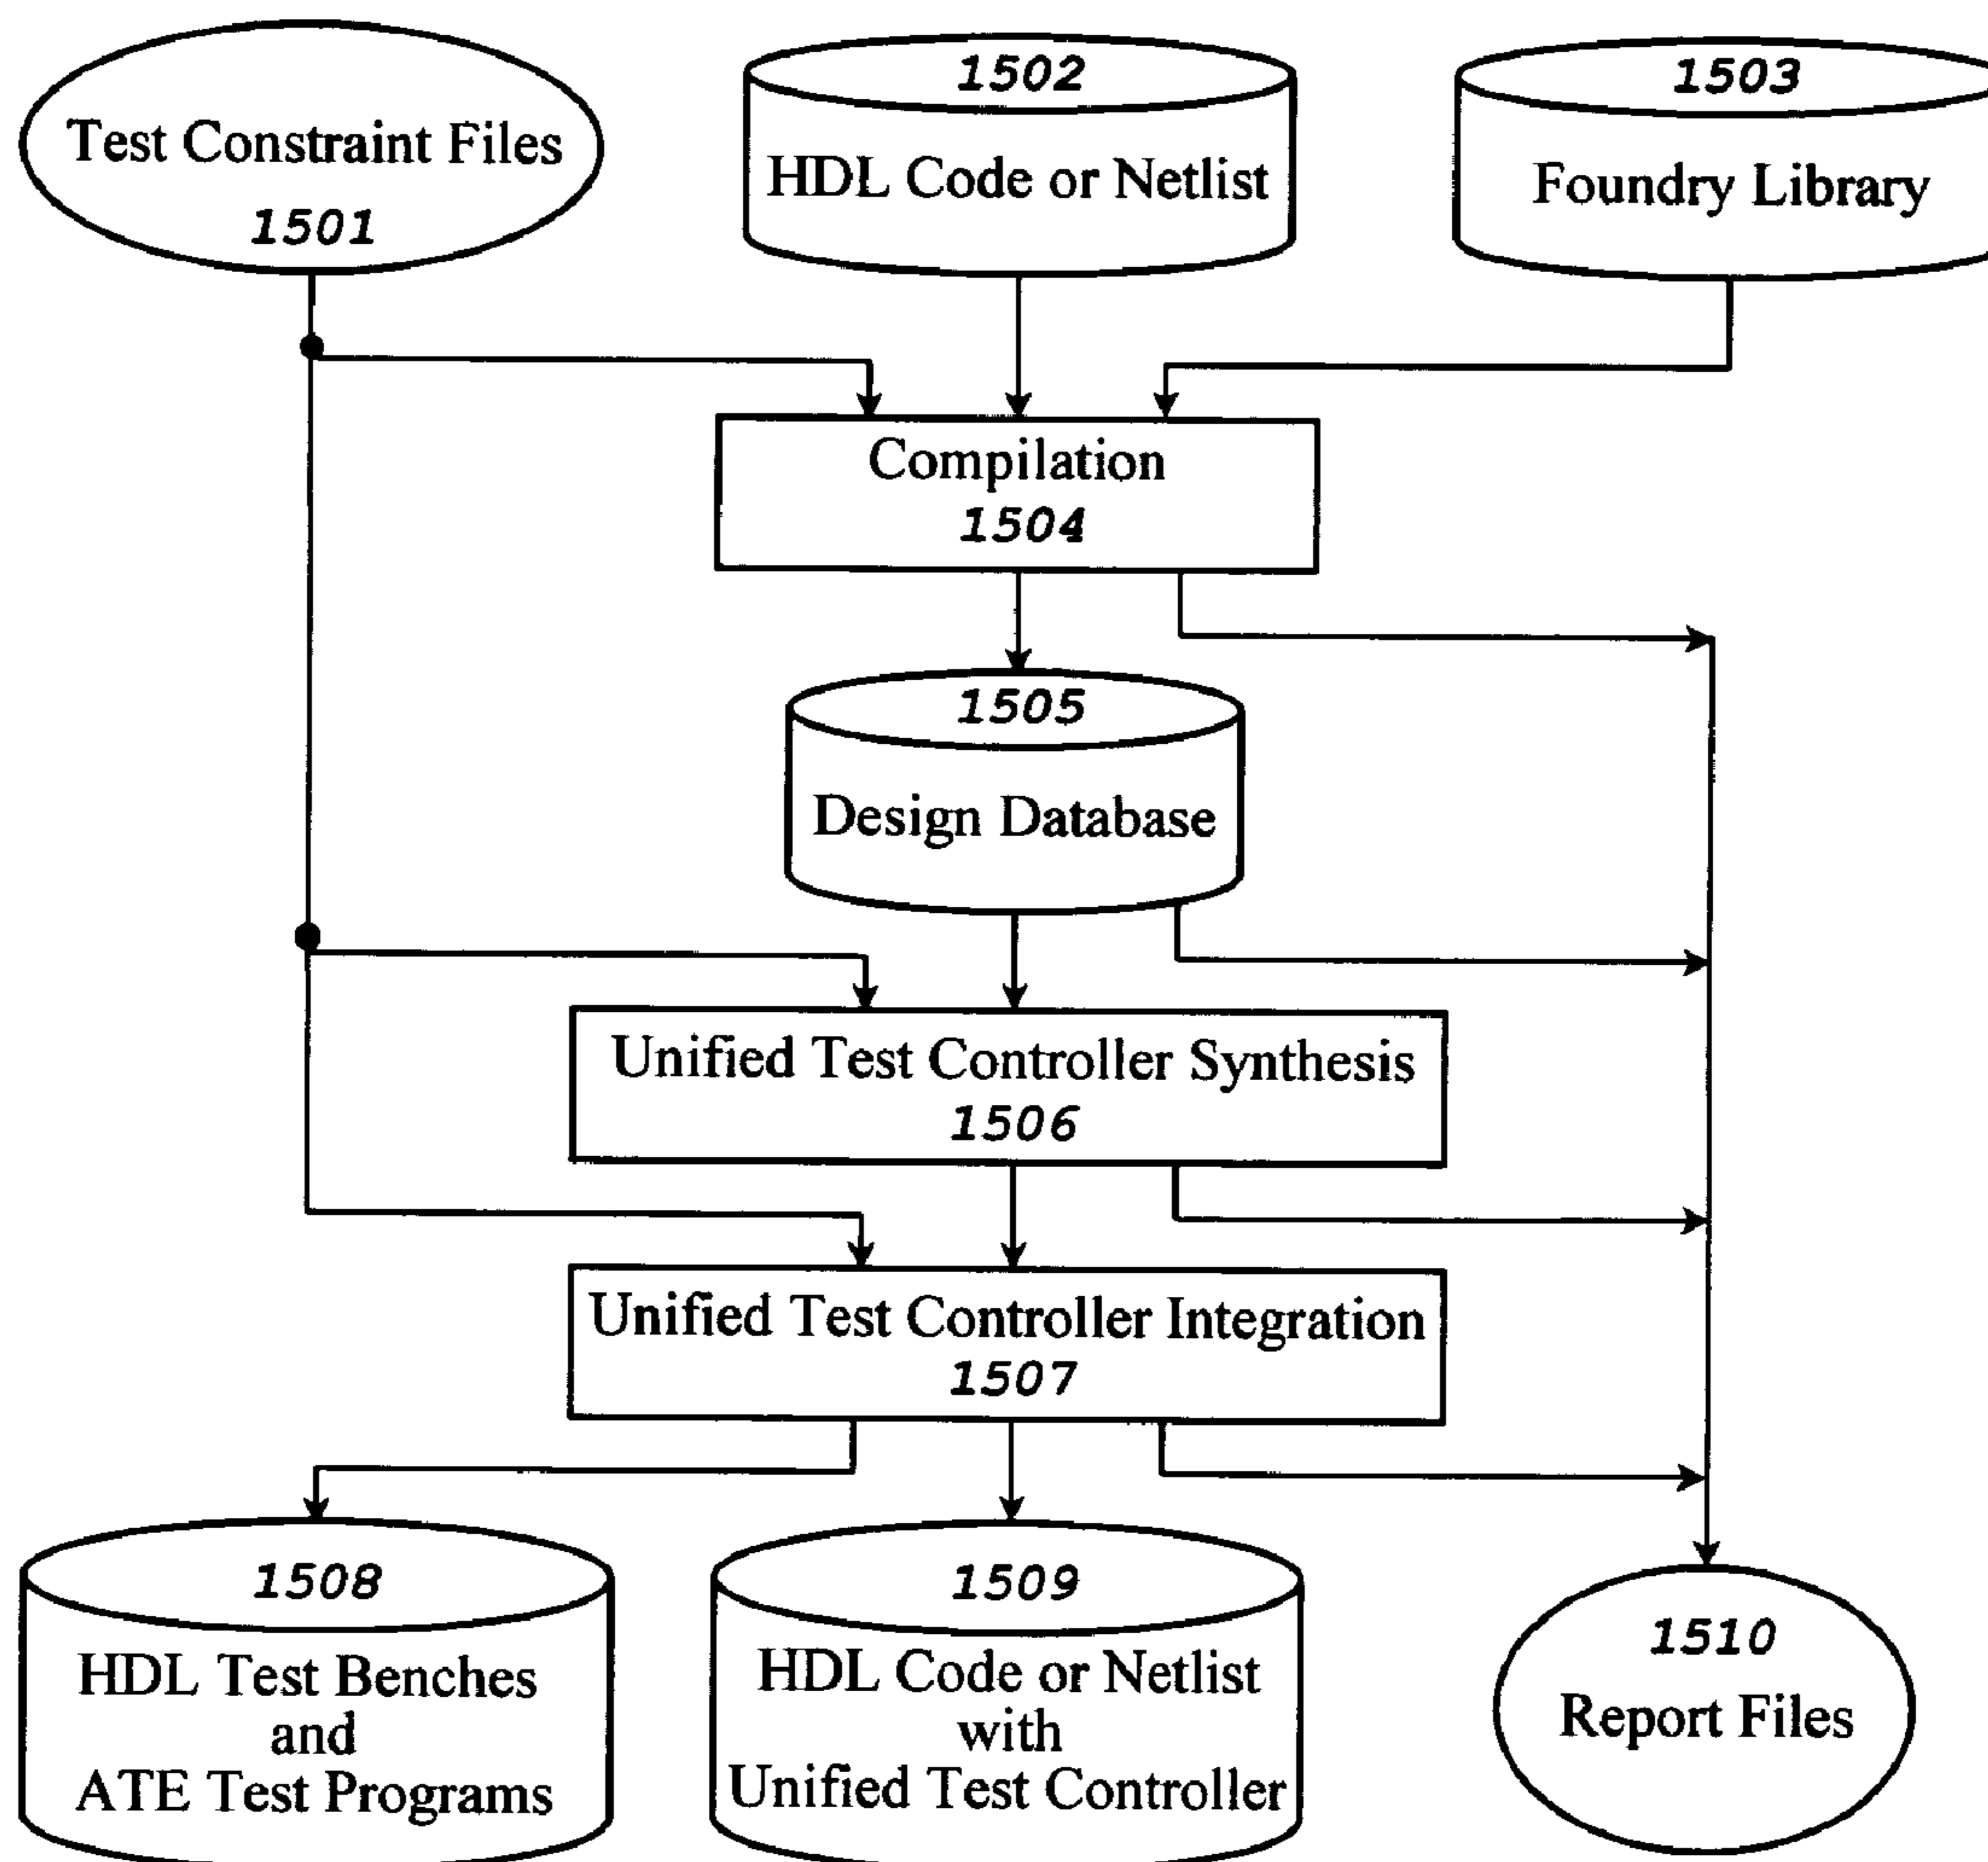 Test Constraint Files
1501
1502
HDL Code or Netlist
1503
Foundry Library
Compilation
1504
1505
Design Database
Unified Test Controller Synthesis
1506
Unified Test Controller Integration
1507
1508
HDL Test Benches
and
ATE Test Programs
1509
HDL Code or Netlist
with
Unified Test Controller
1510
Report Files